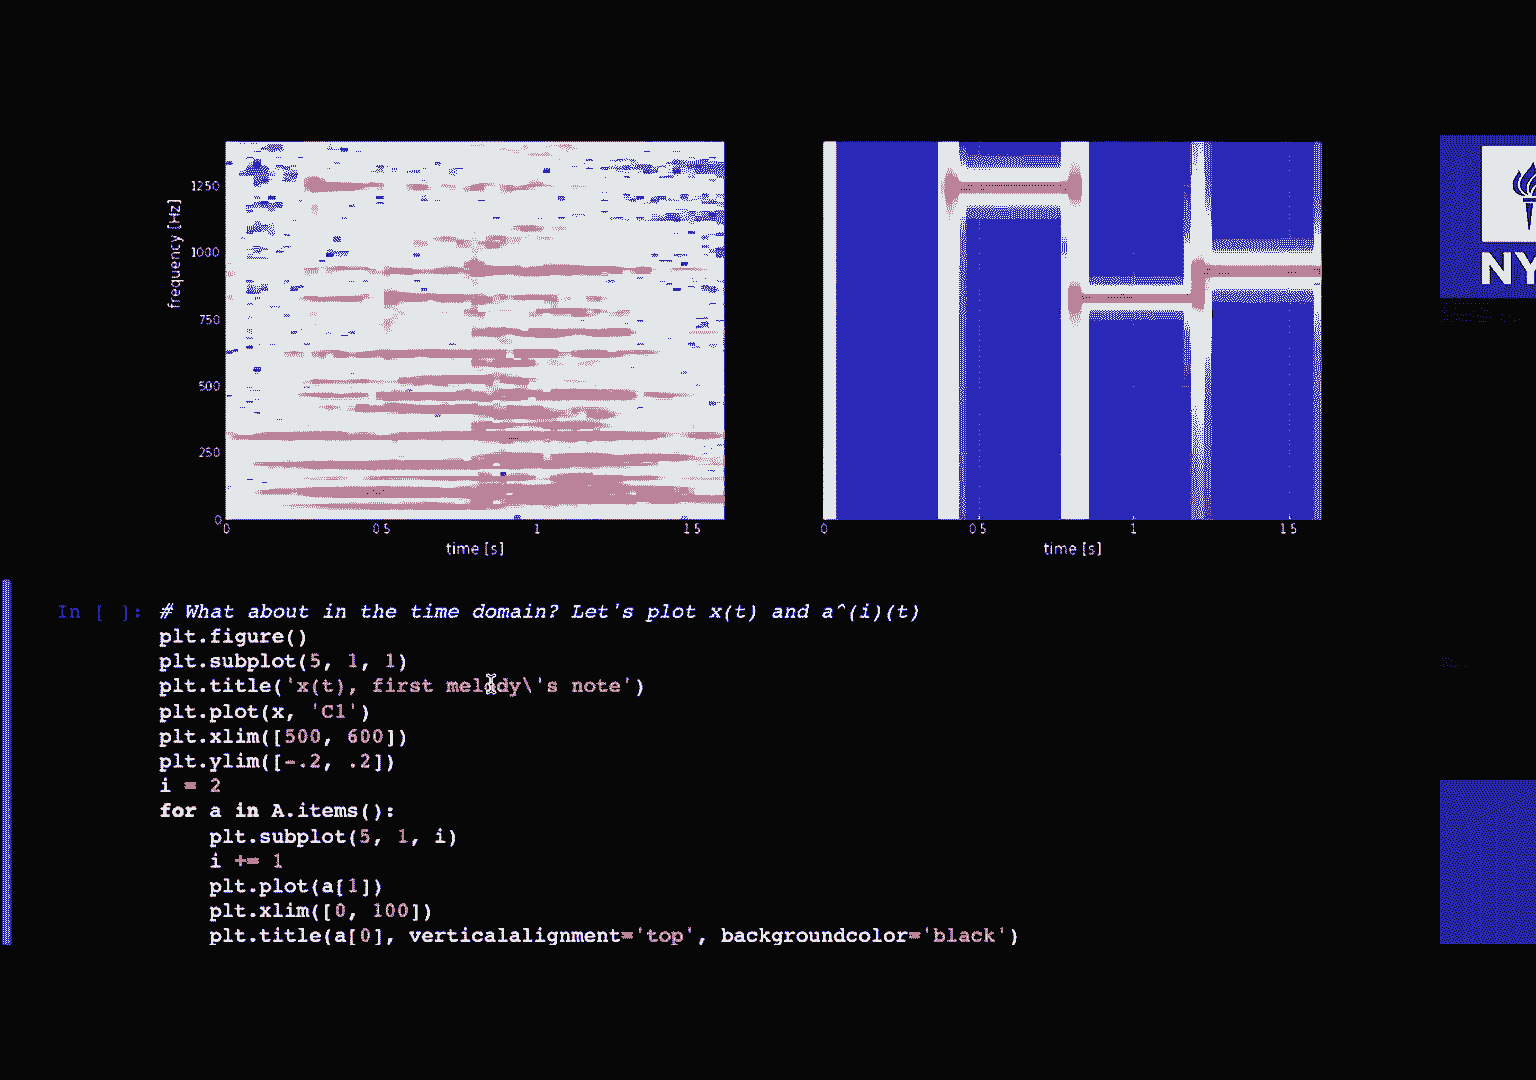 1250
1000
750
500
250
0
frequency [Hz]
0 0.5 1 1.5
time [s]
0 0.5 1 1.5
time [s]
NY
In [ ]: # What about in the time domain? Let's plot x(t) and a^(i)(t)
plt.figure()
plt.subplot(5, 1, 1)
plt.title('x(t), first melody\'s note')
plt.plot(x, 'C1')
plt.xlim([500, 600])
plt.ylim([-.2, .2])
i = 2
for a in A.items():
    plt.subplot(5, 1, i)
    i += 1
    plt.plot(a[1])
    plt.xlim([0, 100])
    plt.title(a[0], verticalalignment='top', backgroundcolor='black')